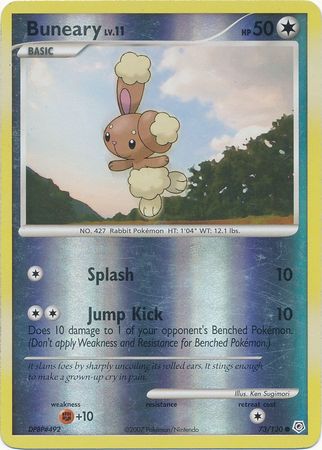 Buneary LV.11 HP 50
BASIC
NO. 427 Rabbit Pokémon HT: 1'04" WT: 12.1 lbs.
Splash 10
Jump Kick 10
Does 10 damage to 1 of your opponent's Benched Pokémon.
(Don't apply Weakness and Resistance for Benched Pokémon.)
It slams foes by sharply uncoiling its rolled ears. It stings enough
to make a grown-up cry in pain.
Illus. Ken Sugimori
weakness resistance retreat cost
+10
DPBP#492 ©2007 Pokémon/Nintendo 73/130